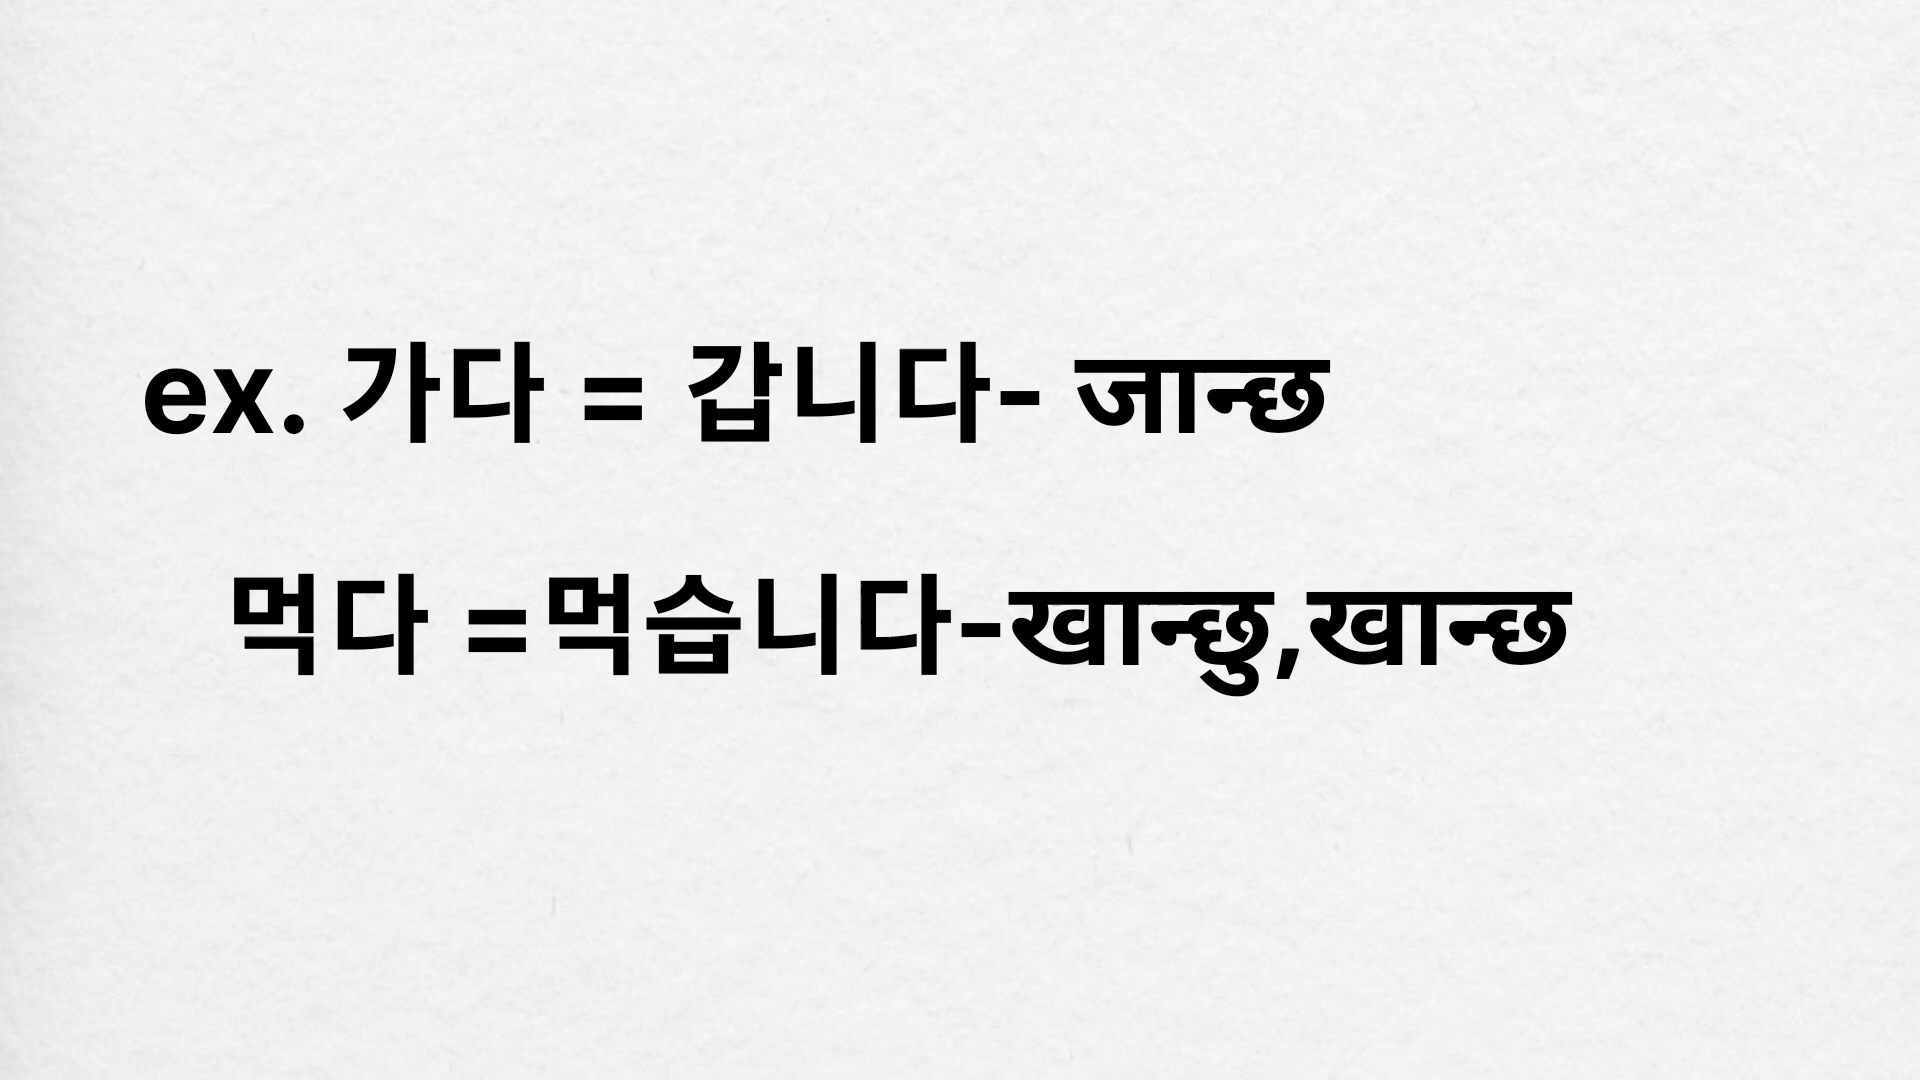 ex. 가다 = 갑니다- जान्छ
먹다 =먹습니다-खान्छु,खान्छ